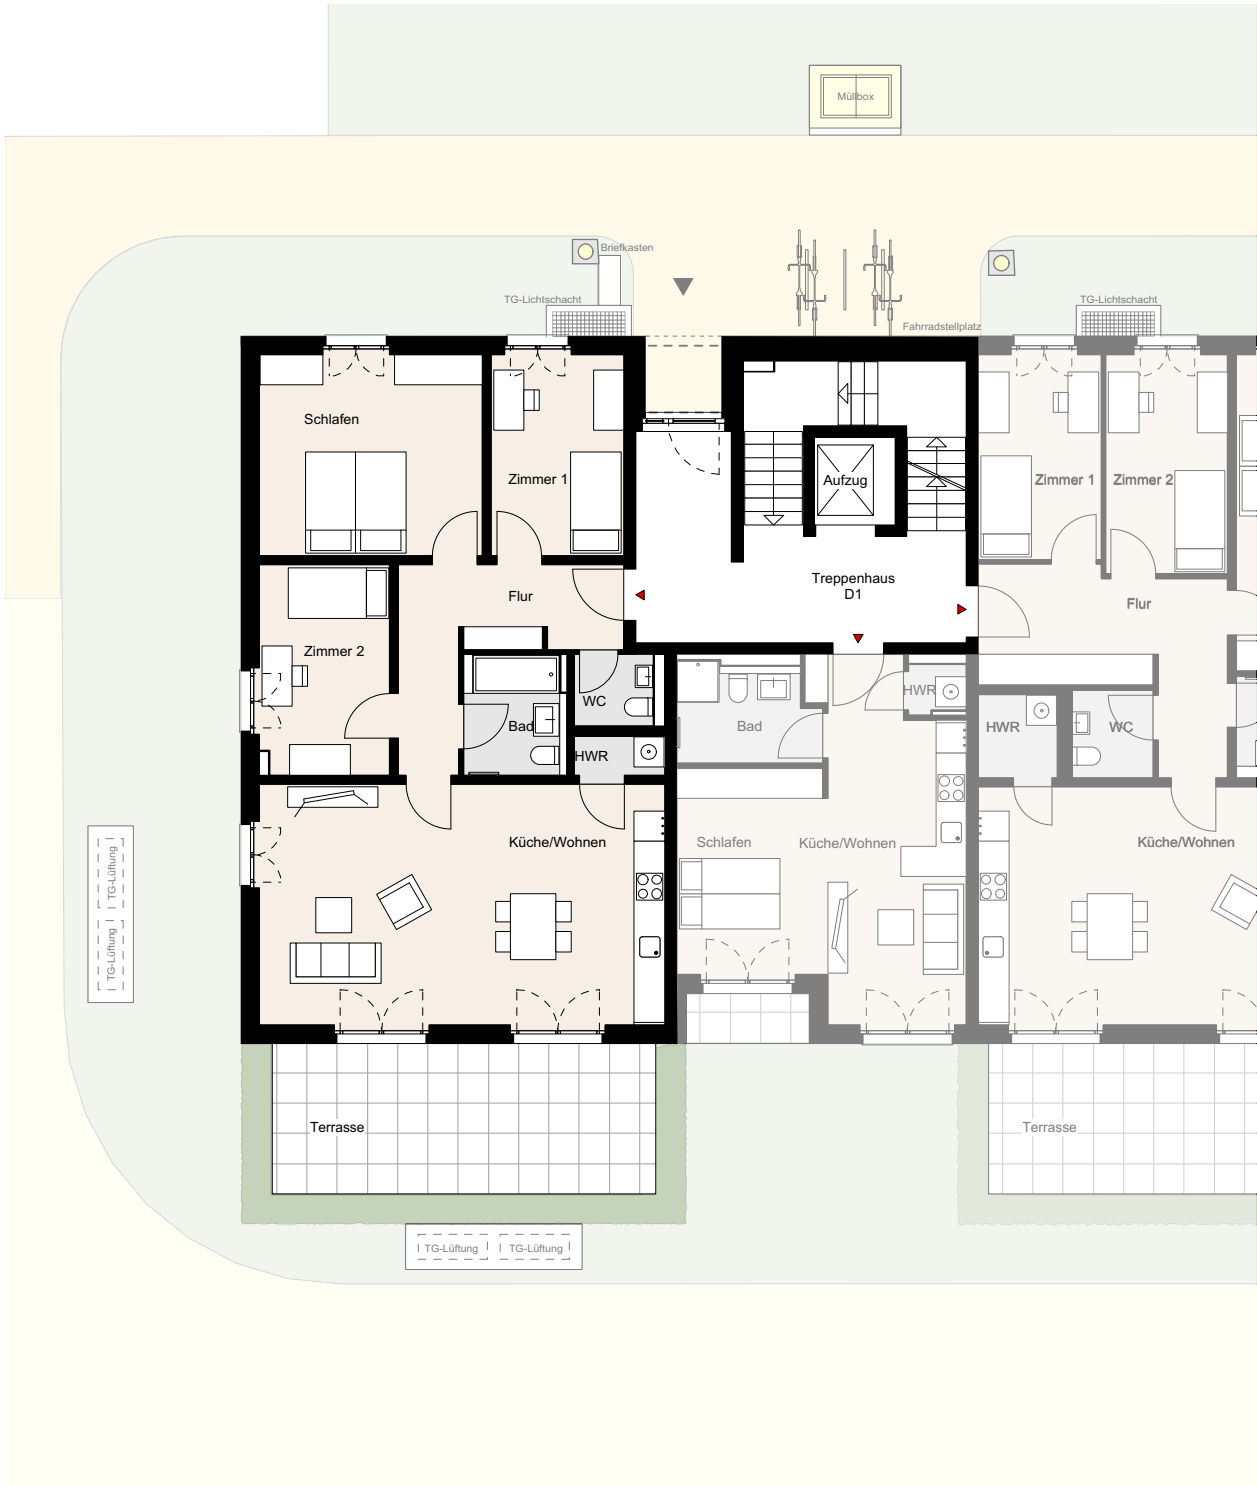 Müllbox
Briefkasten
TG-Lichtschacht
TG-Lichtschacht
Fahrradstellplatz
Schlafen
Zimmer 1
Aufzug
Zimmer 1
Zimmer 2
Treppenhaus
D1
Flur
Flur
Zimmer 2
WC
Bad
HWR
HWR
Bad
HWR
WC
Küche/Wohnen
Schlafen
Küche/Wohnen
Küche/Wohnen
TG-Lüftung
TG-Lüftung
Terrasse
Terrasse
TG-Lüftung
TG-Lüftung